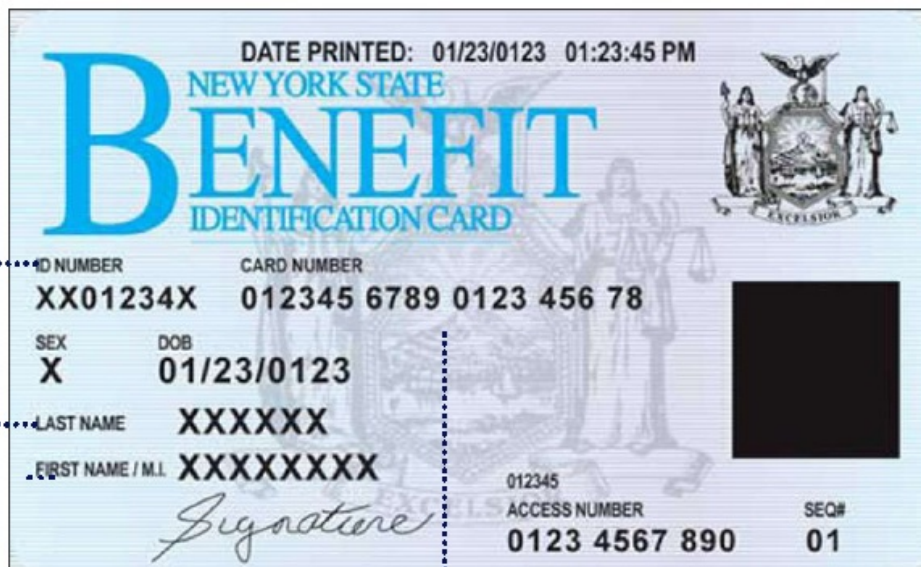 DATE PRINTED: 01/23/0123 01:23:45 PM
NEW YORK STATE
BENEFIT
IDENTIFICATION CARD
EXCELSIOR
ID NUMBER CARD NUMBER
XX01234X 012345 6789 0123 456 78
SEX DOB
X 01/23/0123
LAST NAME XXXXXX
FIRST NAME / M.I. XXXXXXXX
EXCELSIOR
Signature
012345
ACCESS NUMBER SEQ#
0123 4567 890 01